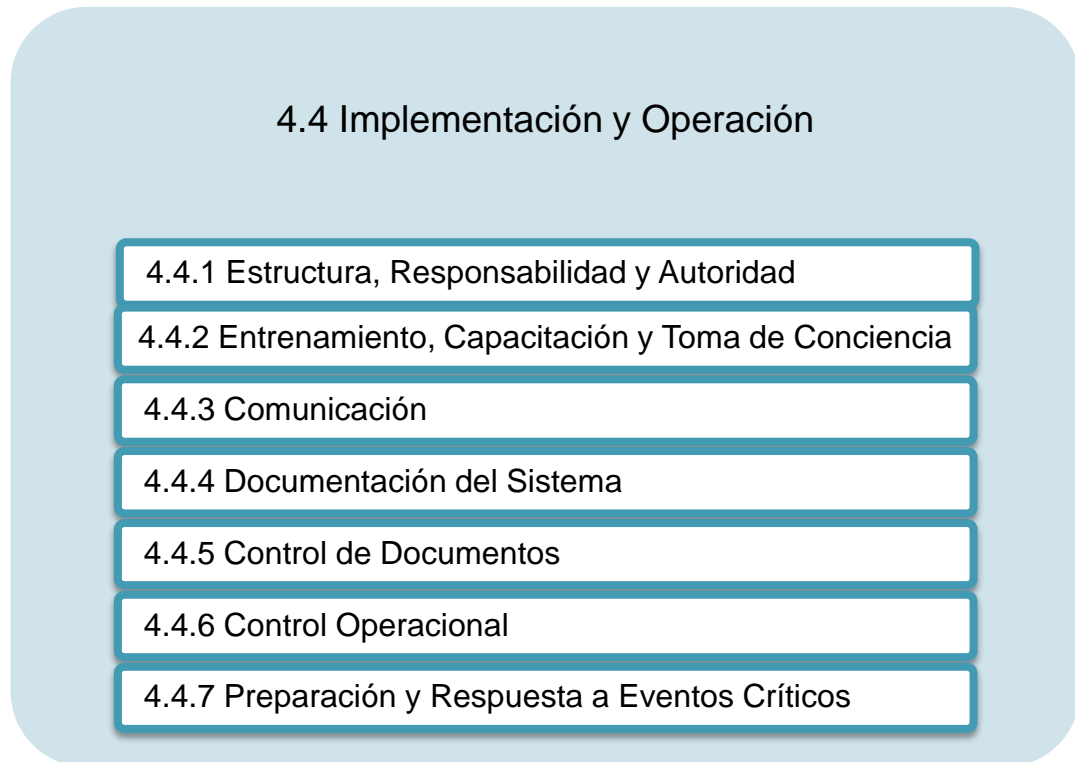 4.4 Implementación y Operación
4.4.1 Estructura, Responsabilidad y Autoridad
4.4.2 Entrenamiento, Capacitación y Toma de Conciencia
4.4.3 Comunicación
4.4.4 Documentación del Sistema
4.4.5 Control de Documentos
4.4.6 Control Operacional
4.4.7 Preparación y Respuesta a Eventos Críticos